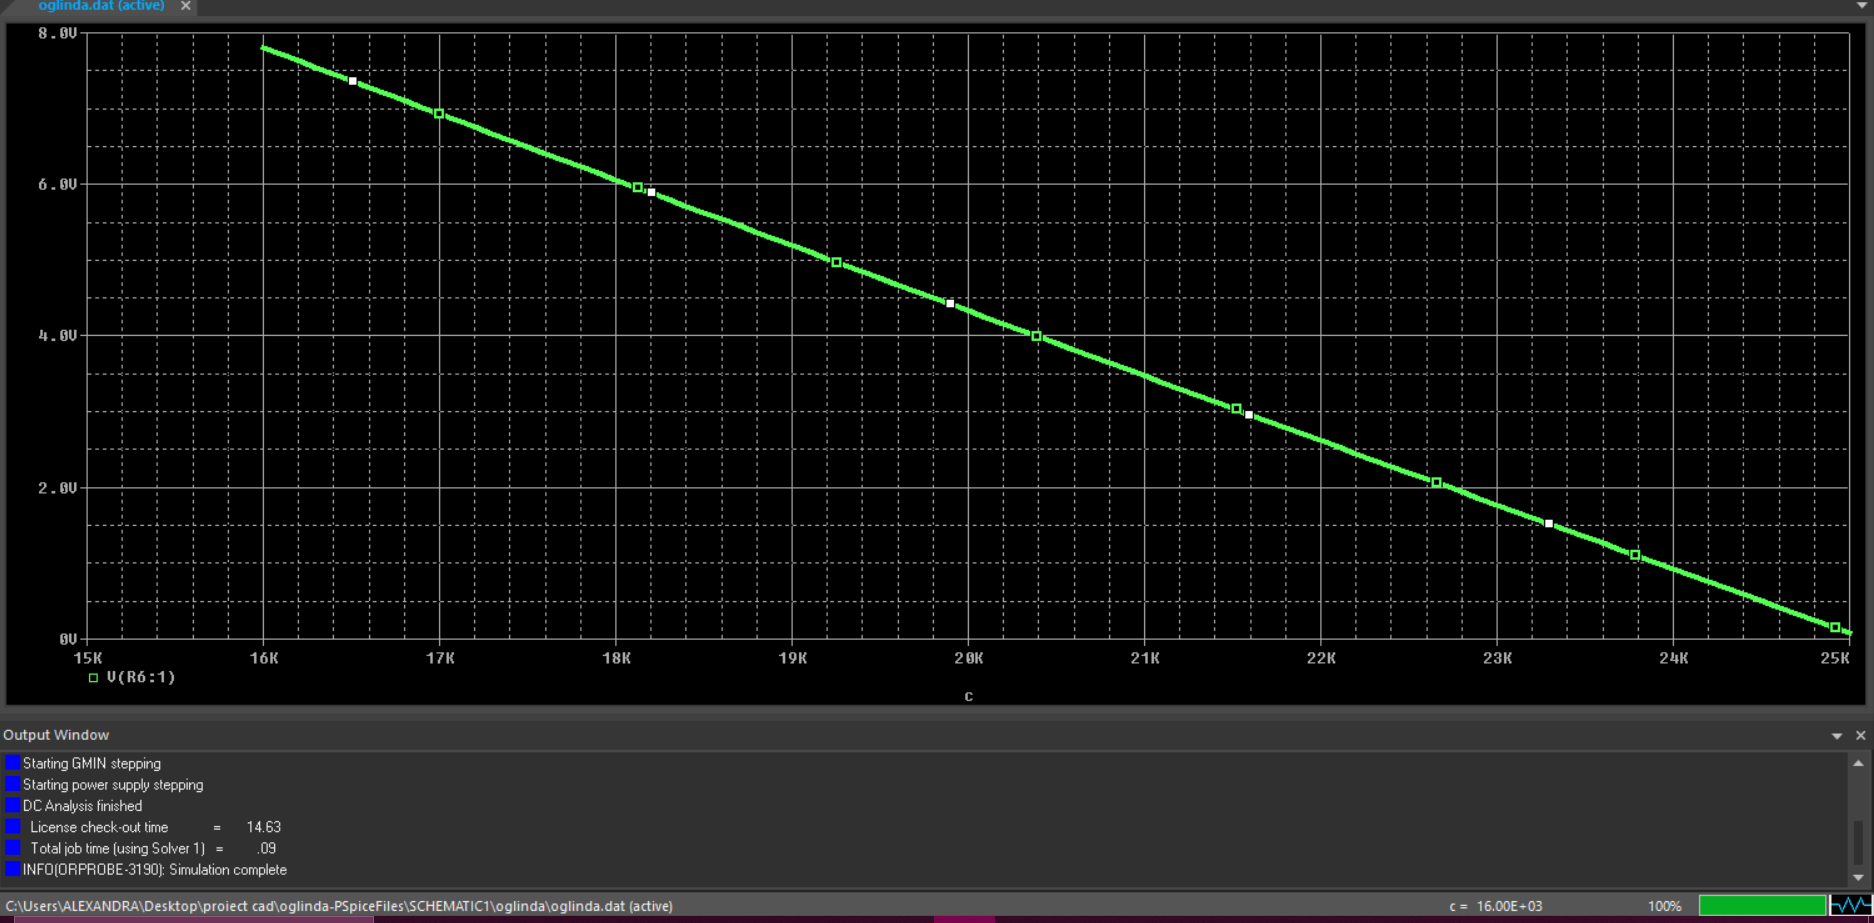 oglinda.dat (active)
8.0V
6.0V
4.0V
2.0V
0V
15K 16K 17K 18K 19K 20K 21K 22K 23K 24K 25K
V(R6:1)
c
Output Window
Starting GMIN stepping
Starting power supply stepping
DC Analysis finished
License check-out time = 14.63
Total job time (using Solver 1) = .09
INFO(ORPROBE-3190): Simulation complete
C:\Users\ALEXANDRA\Desktop\proiect cad\oglinda-PSpiceFiles\SCHEMATIC1\oglinda\oglinda.dat (active) c = 16.00E+03 100%